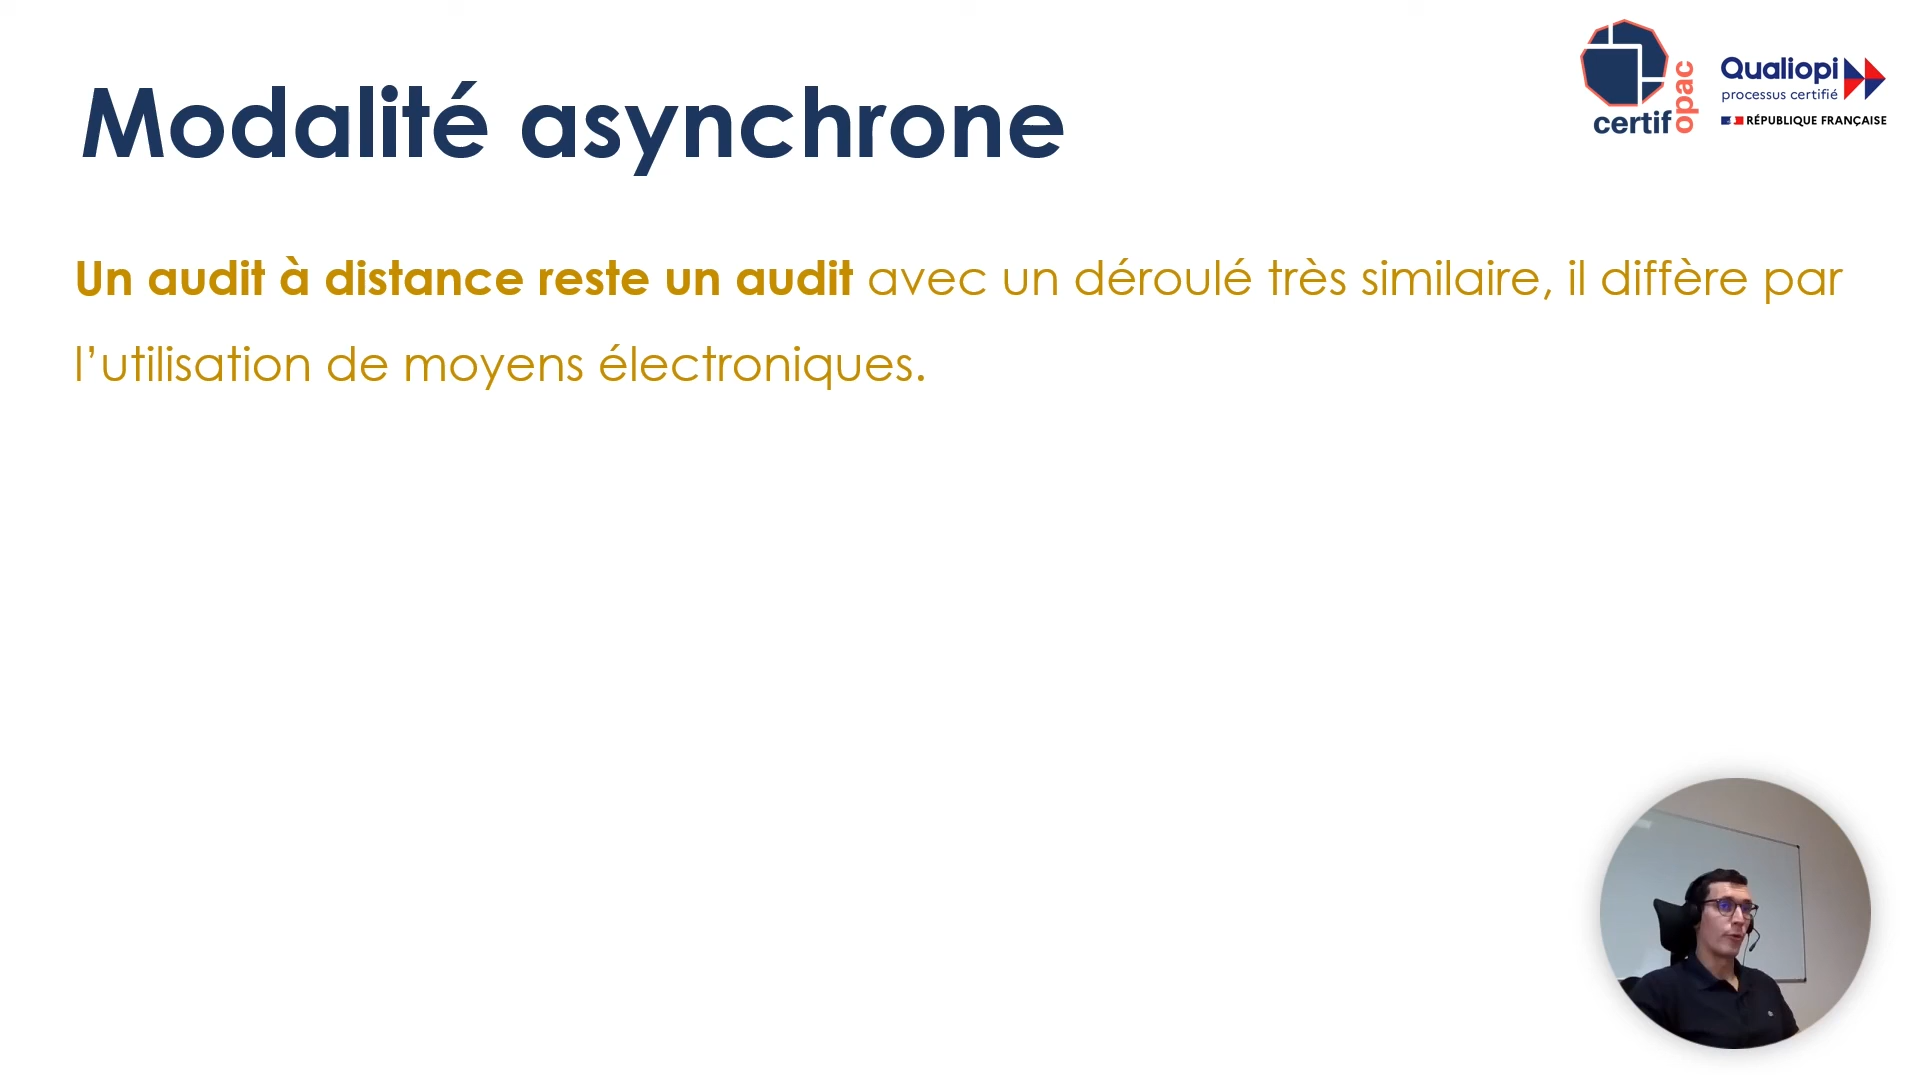 Modalité asynchrone
certif
opac
Qualiopi
processus certifié
RÉPUBLIQUE FRANÇAISE
Un audit à distance reste un audit avec un déroulé très similaire, il diffère par
l’utilisation de moyens électroniques.